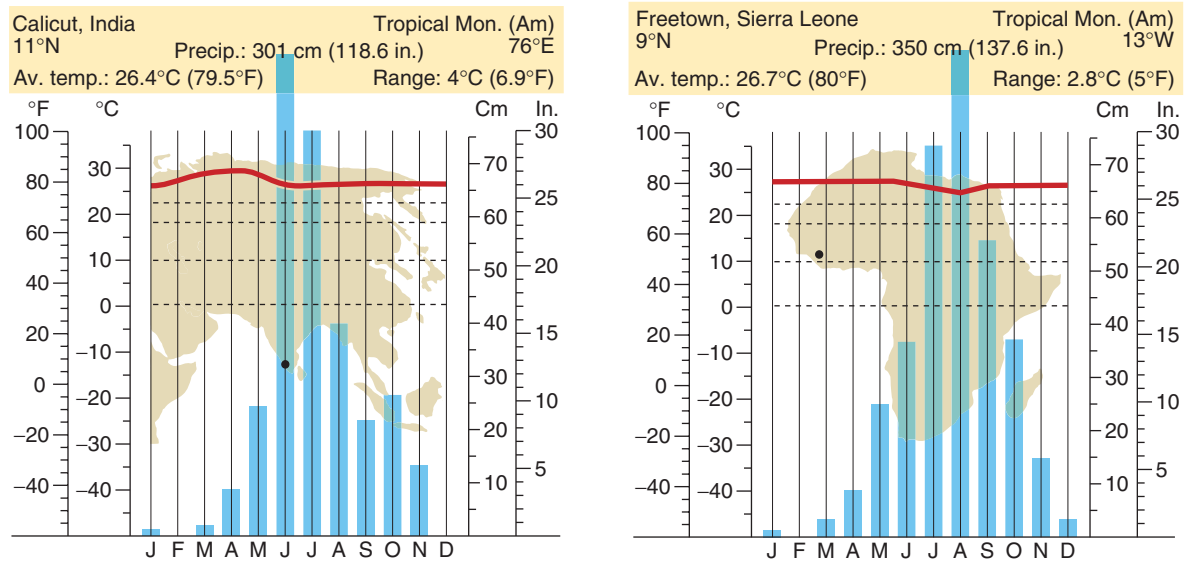 Calicut, India Tropical Mon. (Am)
11°N Precip.: 301 cm (118.6 in.) 76°E
Av. temp.: 26.4°C (79.5°F) Range: 4°C (6.9°F)
°F °C Cm In.
100 30
30 70
80 25
20 60
60
10 50 20
40
0 40
20 15
–10 30
0 10
–20 20
–20
–30 5
–40 –40 10
J F M A M J J A S O N D
Freetown, Sierra Leone Tropical Mon. (Am)
9°N Precip.: 350 cm (137.6 in.) 13°W
Av. temp.: 26.7°C (80°F) Range: 2.8°C (5°F)
°F °C Cm In.
100 30
30 70
80 25
20 60
60
10 50 20
40
0 40
20 15
–10 30
0 10
–20 20
–20
–30 5
–40 –40 10
J F M A M J J A S O N D